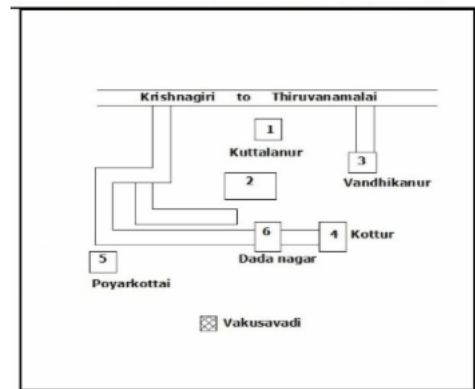 Krishnagiri to Thiruvanamalai
1
Kuttalanur
3
Vandhikanur
2
6
4 Kottur
Dada nagar
5
Poyarkottai
Vakusavadi